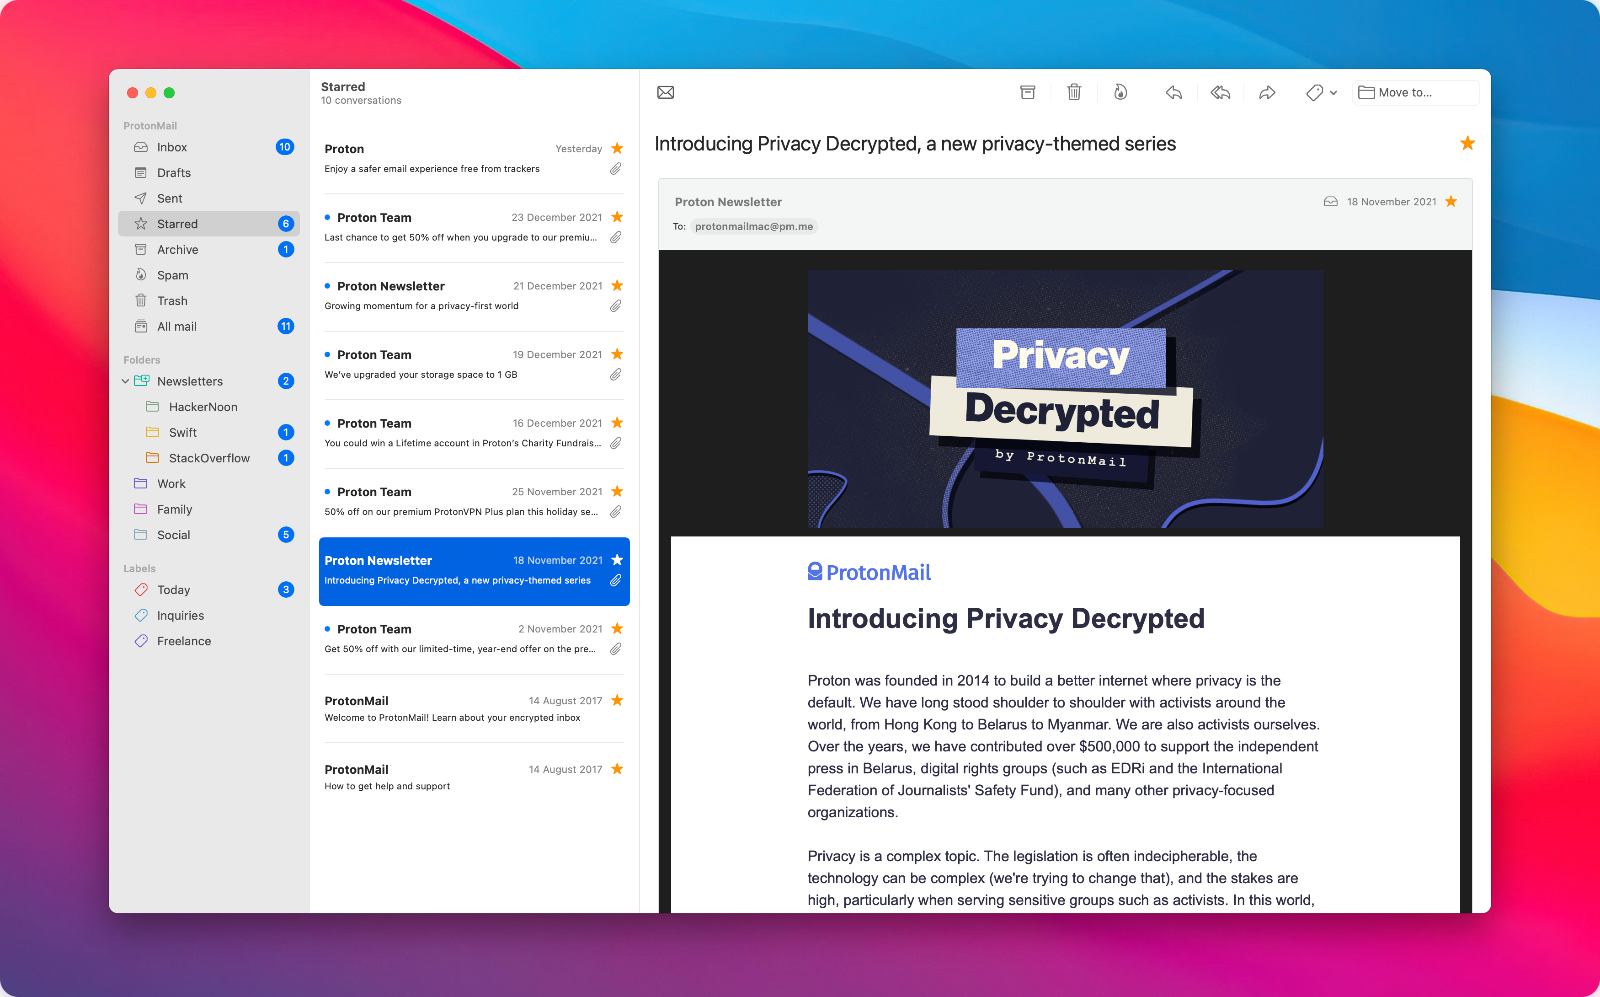 ProtonMail
Inbox 10
Drafts
Sent
Starred 6
Archive 1
Spam
Trash
All mail 11
Folders
Newsletters 2
HackerNoon
Swift 1
StackOverflow 1
Work
Family
Social 5
Labels
Today 3
Inquiries
Freelance
Starred
10 conversations
Proton Yesterday
Enjoy a safer email experience free from trackers
Proton Team 23 December 2021
Last chance to get 50% off when you upgrade to our premiu...
Proton Newsletter 21 December 2021
Growing momentum for a privacy-first world
Proton Team 19 December 2021
We've upgraded your storage space to 1 GB
Proton Team 16 December 2021
You could win a Lifetime account in Proton's Charity Fundrais...
Proton Team 25 November 2021
50% off on our premium ProtonVPN Plus plan this holiday se...
Proton Newsletter 18 November 2021
Introducing Privacy Decrypted, a new privacy-themed series
Proton Team 2 November 2021
Get 50% off with our limited-time, year-end offer on the pre...
ProtonMail 14 August 2017
Welcome to ProtonMail! Learn about your encrypted inbox
ProtonMail 14 August 2017
How to get help and support
Move to...
Introducing Privacy Decrypted, a new privacy-themed series
Proton Newsletter 18 November 2021
To: protonmailmac@pm.me
Privacy
Decrypted
by ProtonMail
ProtonMail
Introducing Privacy Decrypted
Proton was founded in 2014 to build a better internet where privacy is the
default. We have long stood shoulder to shoulder with activists around the
world, from Hong Kong to Belarus to Myanmar. We are also activists ourselves.
Over the years, we have contributed over $500,000 to support the independent
press in Belarus, digital rights groups (such as EDRi and the International
Federation of Journalists' Safety Fund), and many other privacy-focused
organizations.
Privacy is a complex topic. The legislation is often indecipherable, the
technology can be complex (we're trying to change that), and the stakes are
high, particularly when serving sensitive groups such as activists. In this world,